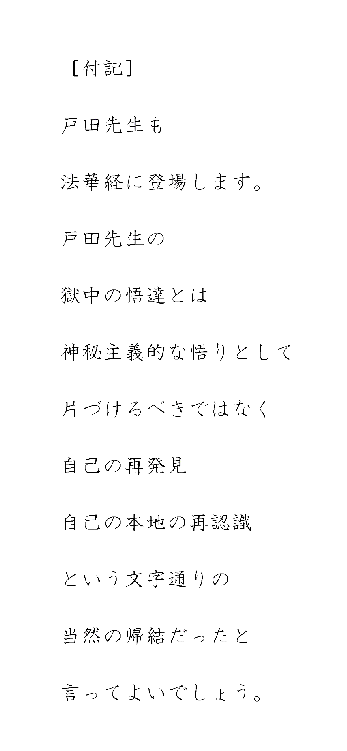 ［付記］
戸田先生も
法華経に登場します。
戸田先生の
獄中の悟達とは
神秘主義的な悟りとして
片づけるべきではなく
自己の再発見
自己の本地の再認識
という文字通りの
当然の帰結だったと
言ってよいでしょう。